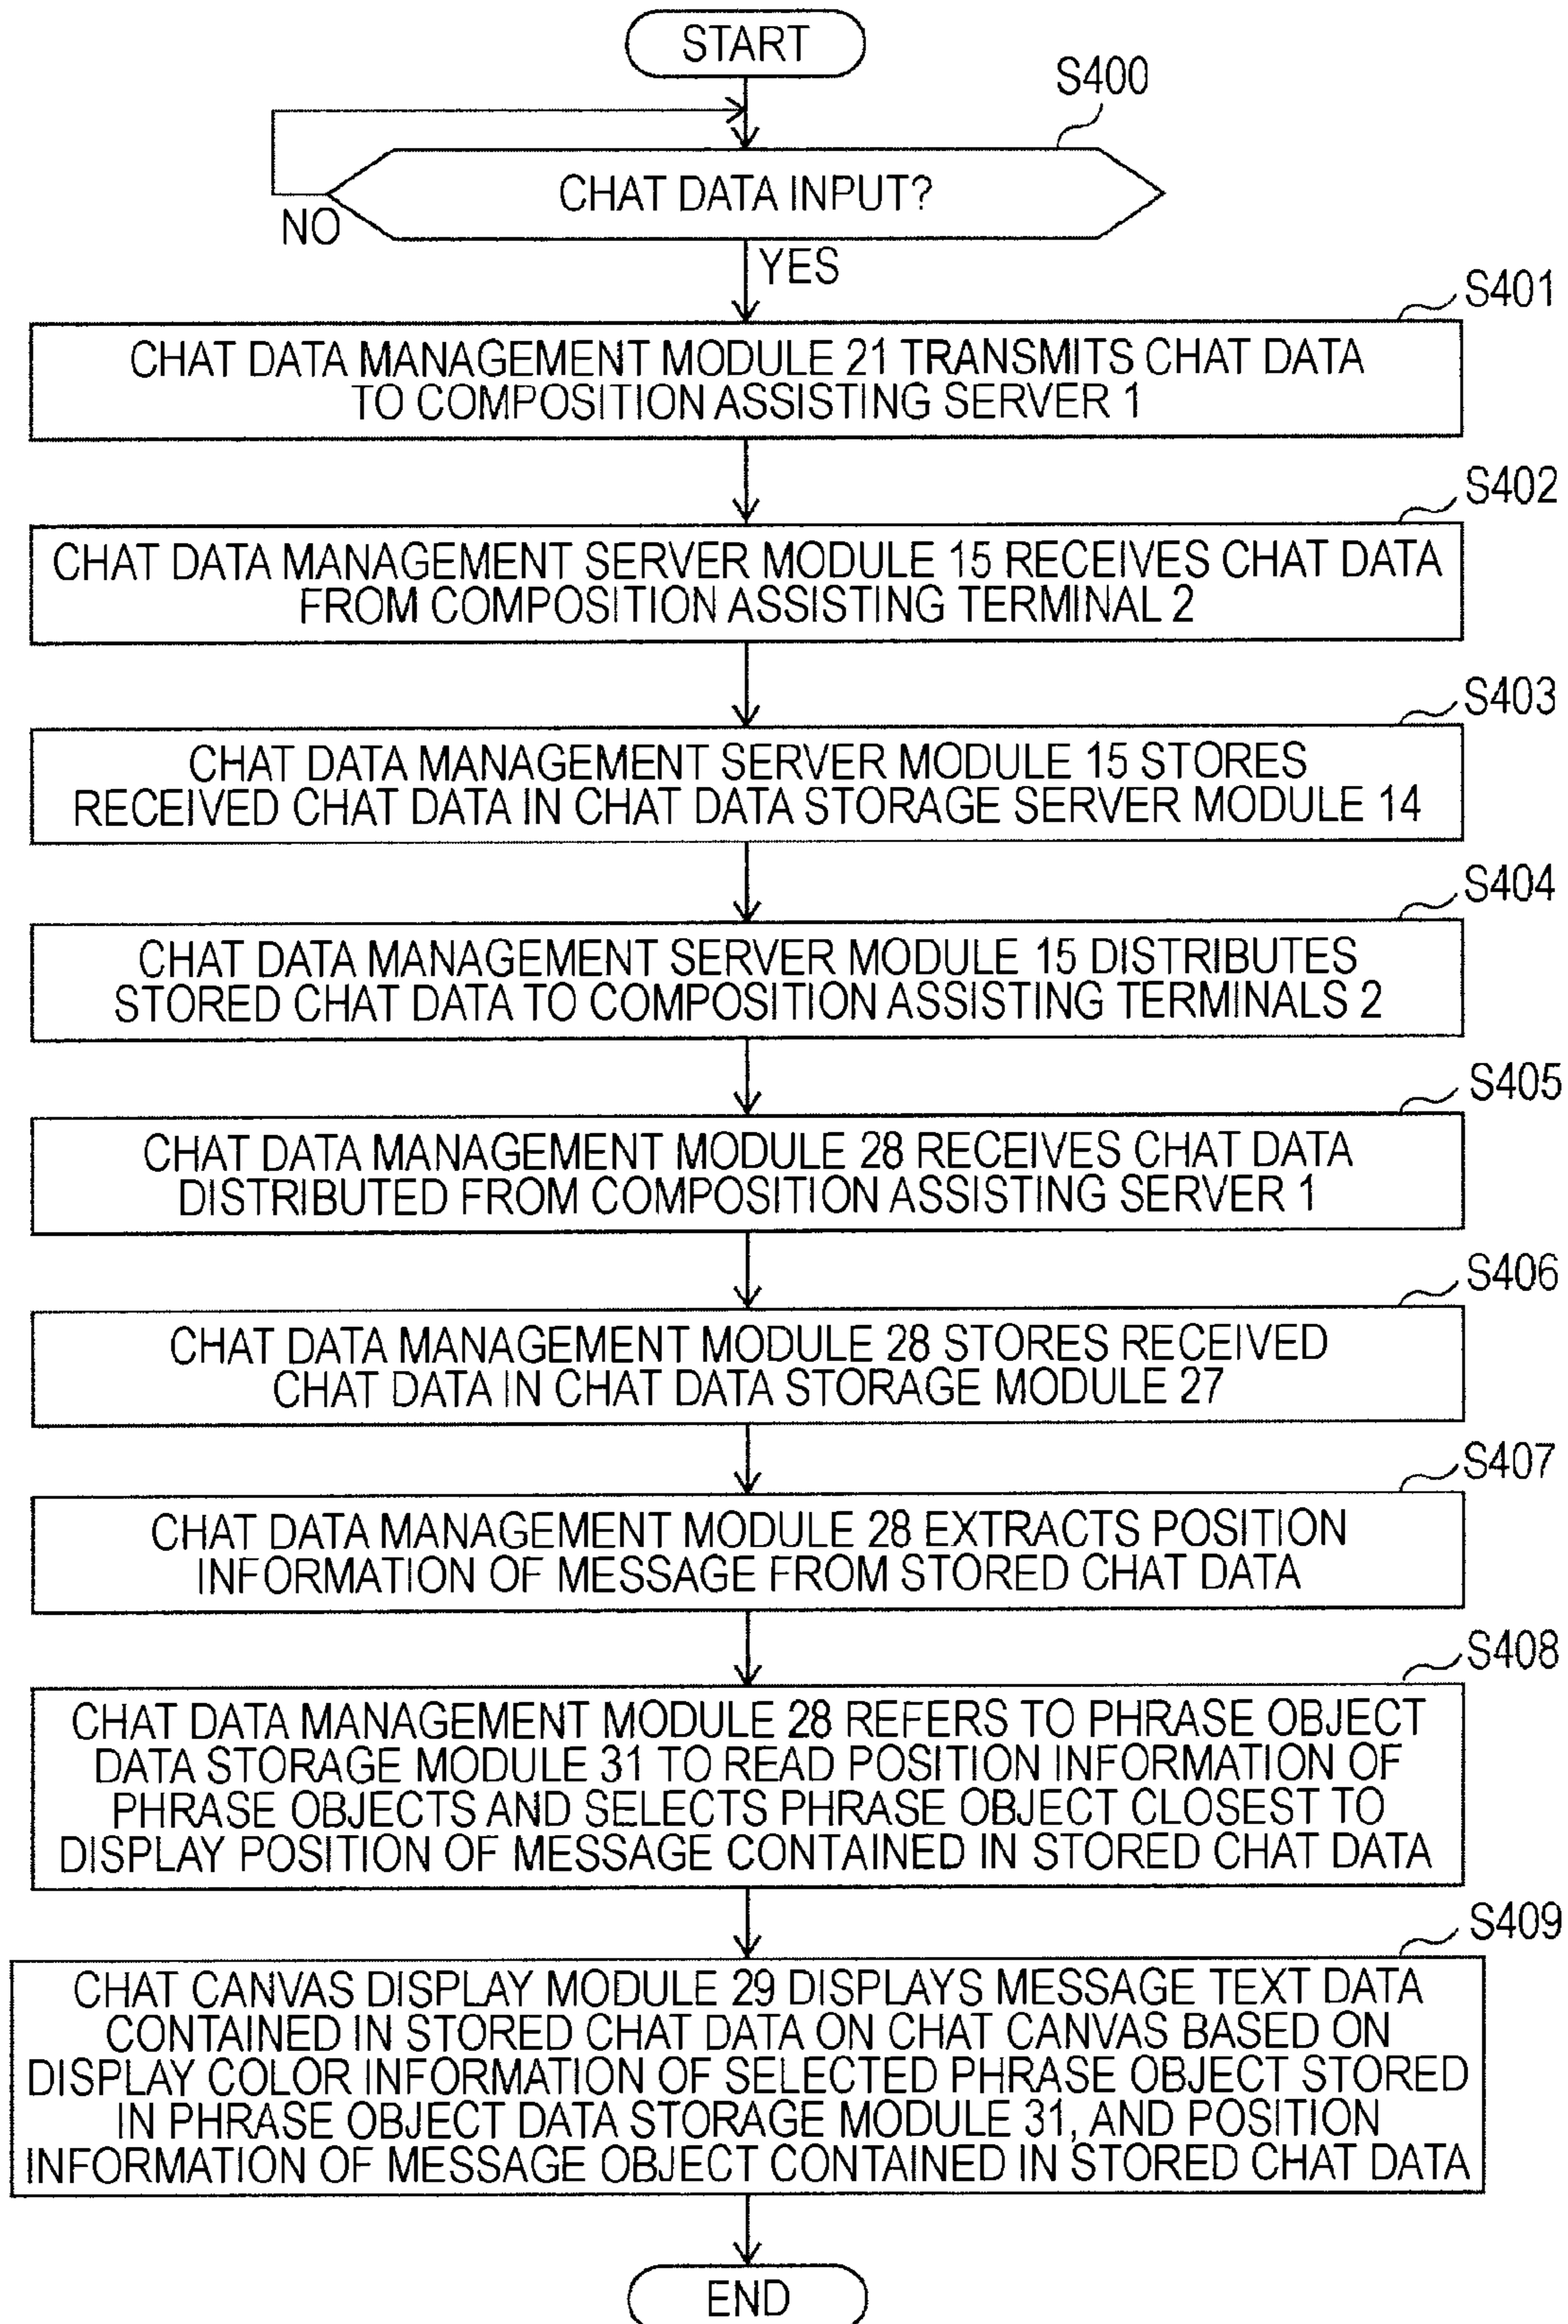 START
S400
CHAT DATA INPUT?
NO
YES
S401
CHAT DATA MANAGEMENT MODULE 21 TRANSMITS CHAT DATA
TO COMPOSITION ASSISTING SERVER 1
S402
CHAT DATA MANAGEMENT SERVER MODULE 15 RECEIVES CHAT DATA
FROM COMPOSITION ASSISTING TERMINAL 2
S403
CHAT DATA MANAGEMENT SERVER MODULE 15 STORES
RECEIVED CHAT DATA IN CHAT DATA STORAGE SERVER MODULE 14
S404
CHAT DATA MANAGEMENT SERVER MODULE 15 DISTRIBUTES
STORED CHAT DATA TO COMPOSITION ASSISTING TERMINALS 2
S405
CHAT DATA MANAGEMENT MODULE 28 RECEIVES CHAT DATA
DISTRIBUTED FROM COMPOSITION ASSISTING SERVER 1
S406
CHAT DATA MANAGEMENT MODULE 28 STORES RECEIVED
CHAT DATA IN CHAT DATA STORAGE MODULE 27
S407
CHAT DATA MANAGEMENT MODULE 28 EXTRACTS POSITION
INFORMATION OF MESSAGE FROM STORED CHAT DATA
S408
CHAT DATA MANAGEMENT MODULE 28 REFERS TO PHRASE OBJECT
DATA STORAGE MODULE 31 TO READ POSITION INFORMATION OF
PHRASE OBJECTS AND SELECTS PHRASE OBJECT CLOSEST TO
DISPLAY POSITION OF MESSAGE CONTAINED IN STORED CHAT DATA
S409
CHAT CANVAS DISPLAY MODULE 29 DISPLAYS MESSAGE TEXT DATA
CONTAINED IN STORED CHAT DATA ON CHAT CANVAS BASED ON
DISPLAY COLOR INFORMATION OF SELECTED PHRASE OBJECT STORED
IN PHRASE OBJECT DATA STORAGE MODULE 31, AND POSITION
INFORMATION OF MESSAGE OBJECT CONTAINED IN STORED CHAT DATA
END